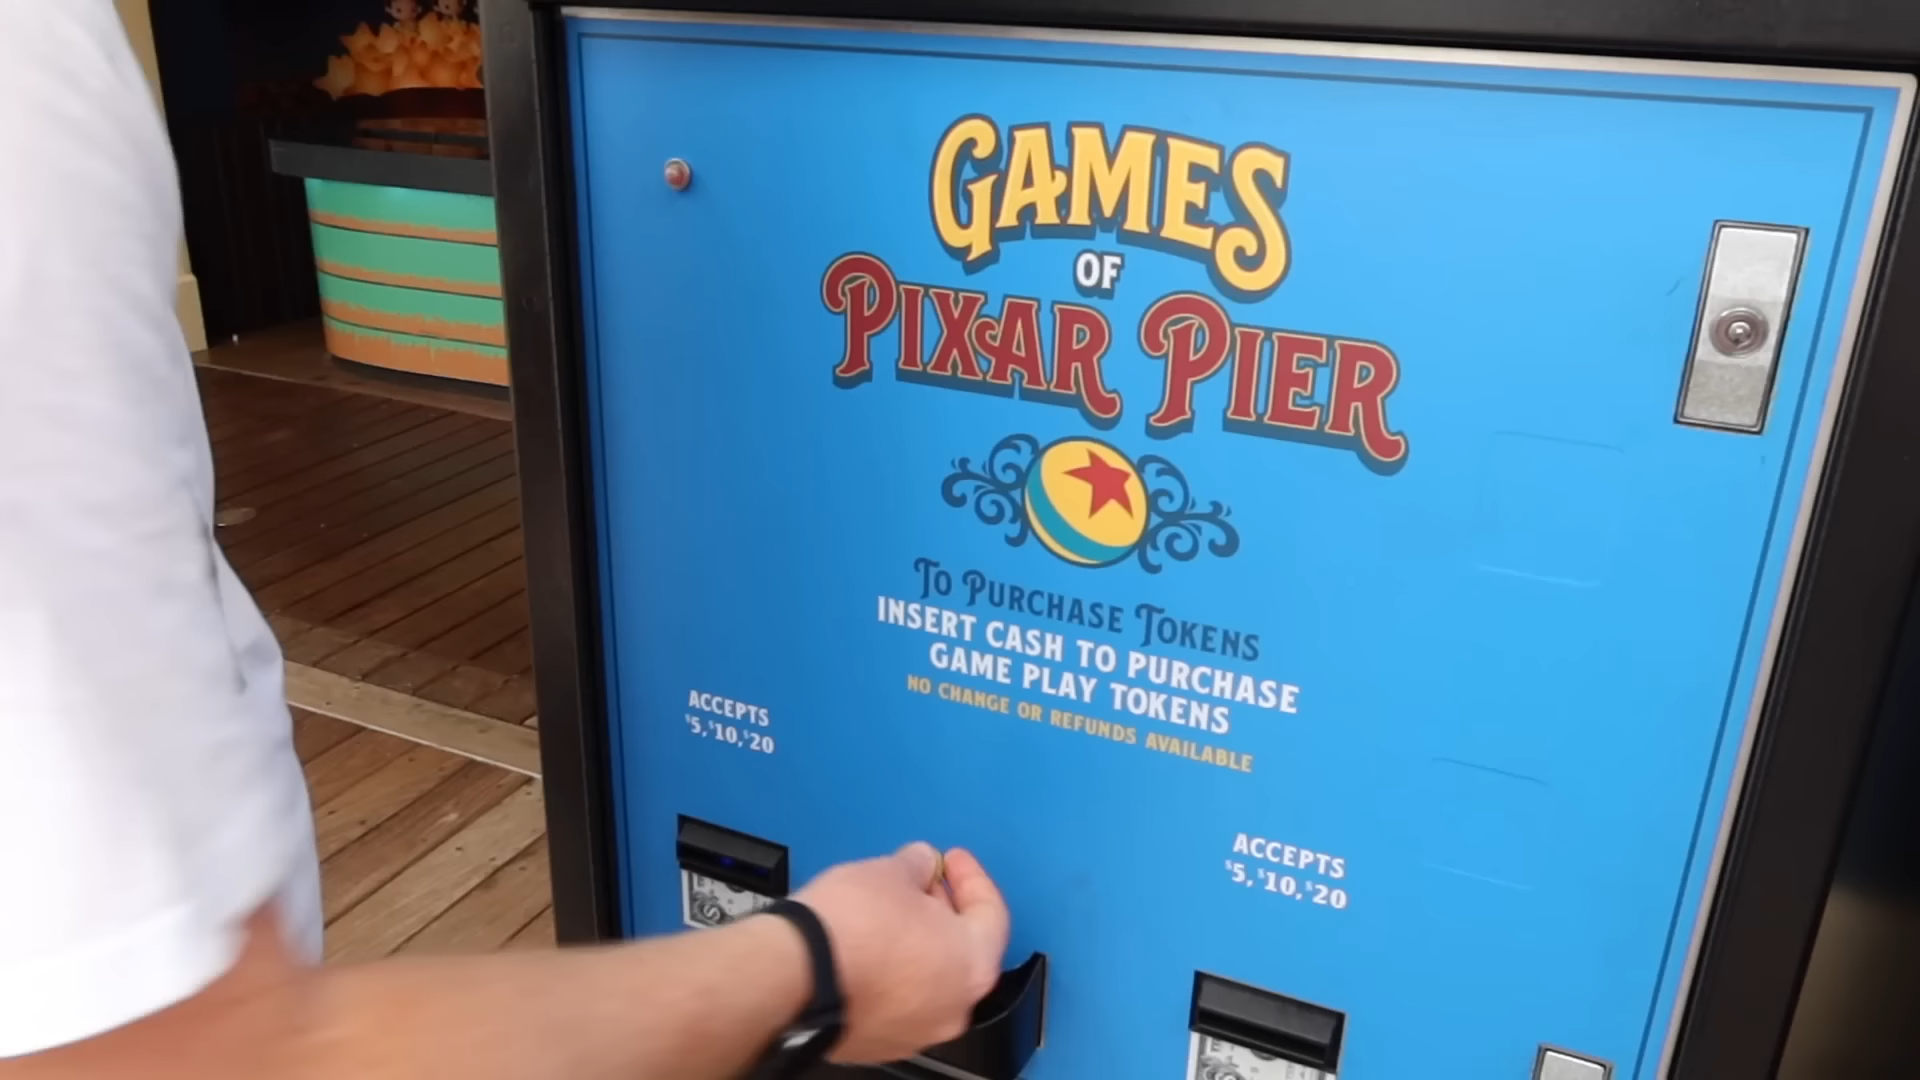 GAMES
OF
PIXAR PIER
TO PURCHASE TOKENS
INSERT CASH TO PURCHASE
GAME PLAY TOKENS
NO CHANGE OR REFUNDS AVAILABLE
ACCEPTS
$5, $10, $20
ACCEPTS
$5, $10, $20